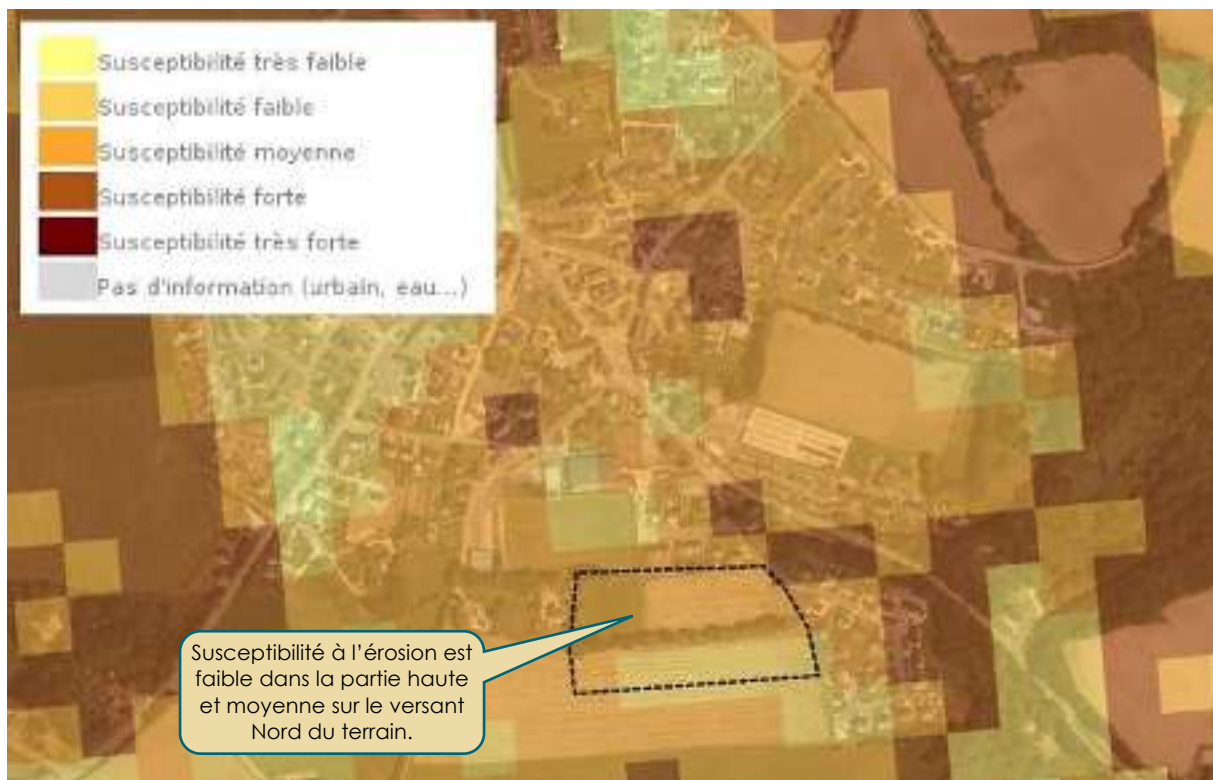 Susceptibilité très faible
Susceptibilité faible
Susceptibilité moyenne
Susceptibilité forte
Susceptibilité très forte
Pas d'information (urbain, eau...)
Susceptibilité à l'érosion est
faible dans la partie haute
et moyenne sur le versant
Nord du terrain.